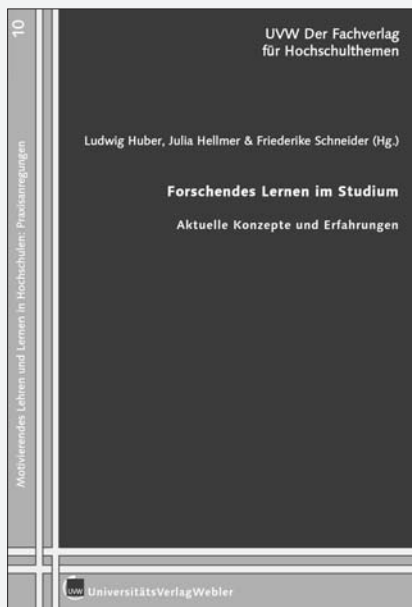 10
UVW Der Fachverlag
für Hochschulthemen
Ludwig Huber, Julia Hellmer & Friederike Schneider (Hg.)
Forschendes Lernen im Studium
Aktuelle Konzepte und Erfahrungen
Motivierendes Lehren und Lernen in Hochschulen: Praxisanregungen
UVW UniversitätsVerlagWebler